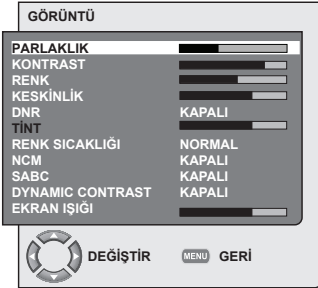 GÖRÜNTÜ
PARLAKLIK
KONTRAST
RENK
KESKİNLİK
DNR KAPALI
TİNT
RENK SICAKLIĞI NORMAL
NCM KAPALI
SABC KAPALI
DYNAMIC CONTRAST KAPALI
EKRAN IŞIĞI
DEĞİŞTİR MENU GERİ